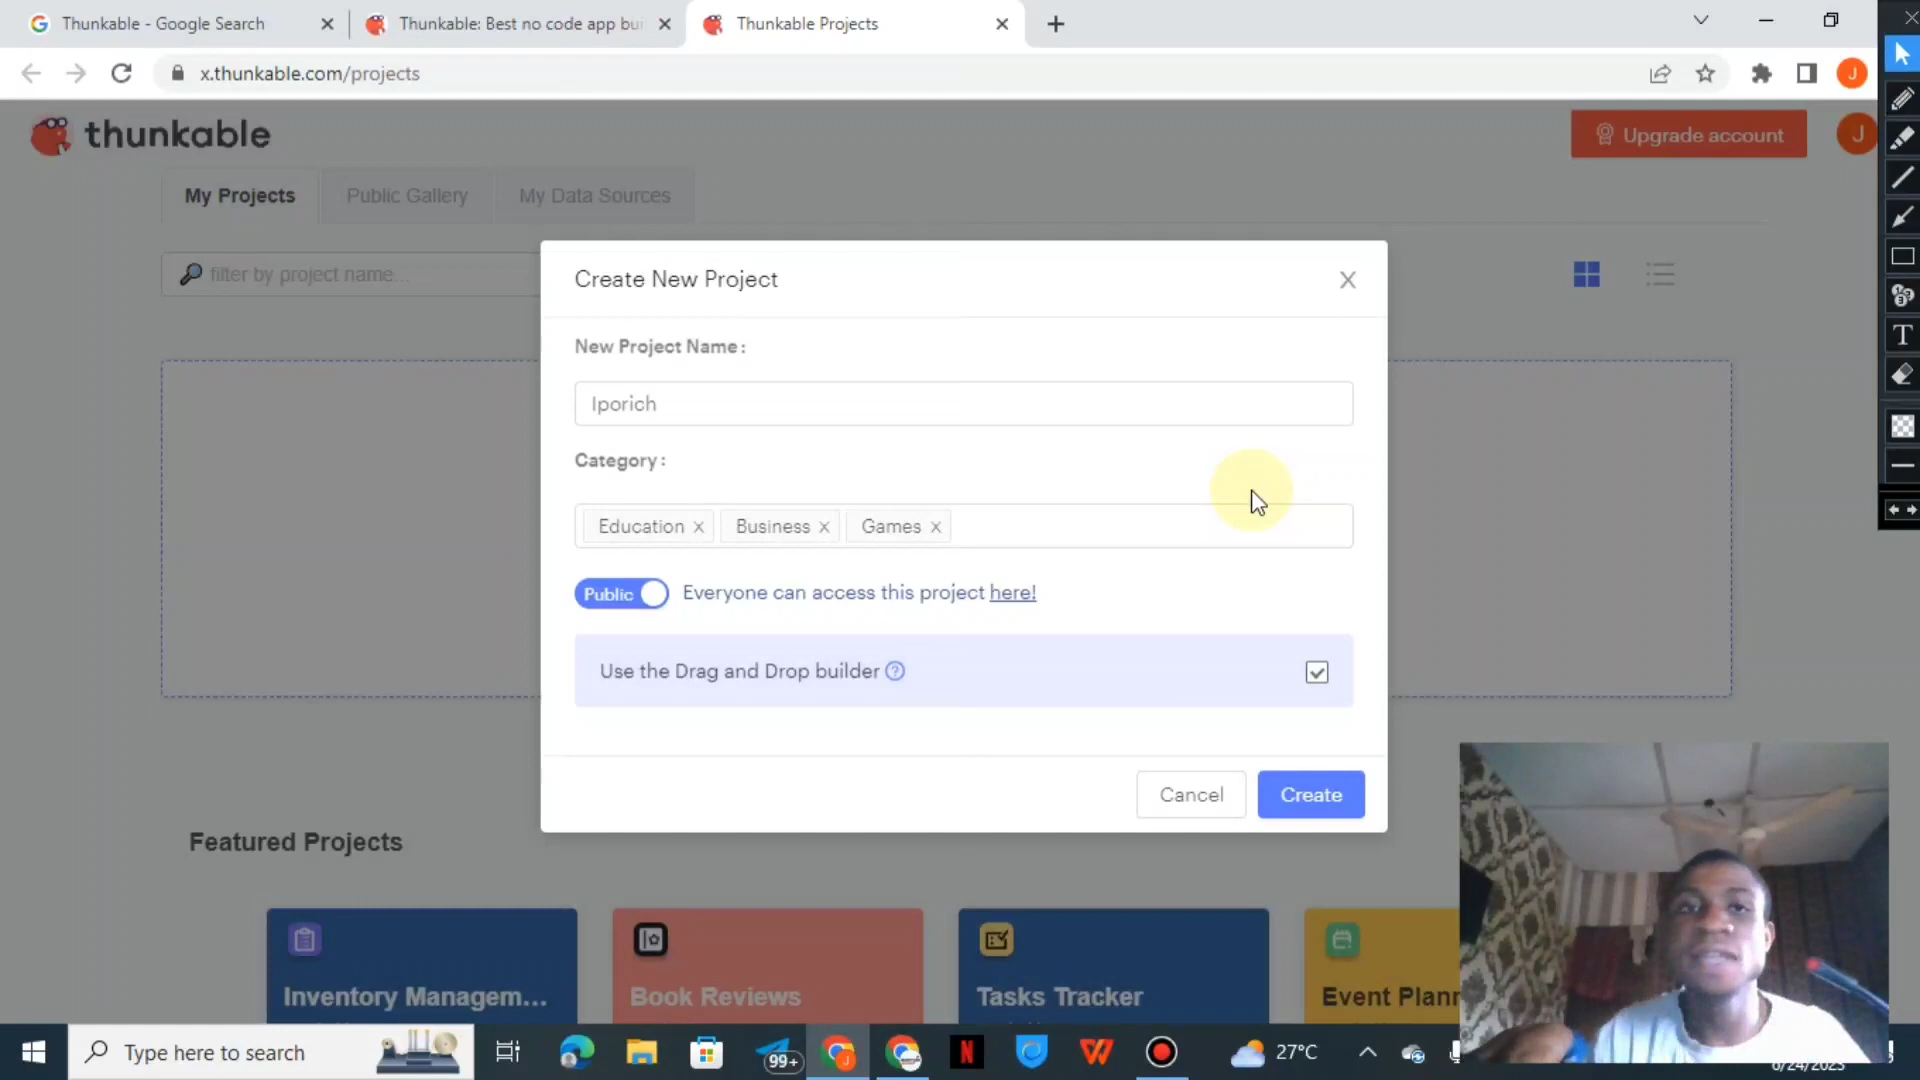 Thunkable - Google Search
Thunkable: Best no code app bui
Thunkable Projects
x.thunkable.com/projects
J
thunkable
Upgrade account
J
My Projects
Public Gallery
My Data Sources
filter by project name...
Create New Project
X
New Project Name:
Iporich
Category:
Education x
Business x
Games x
Public
Everyone can access this project here!
Use the Drag and Drop builder ?
Cancel
Create
Featured Projects
Inventory Managem...
Book Reviews
Tasks Tracker
Event Plann
Type here to search
99+
27°C
T